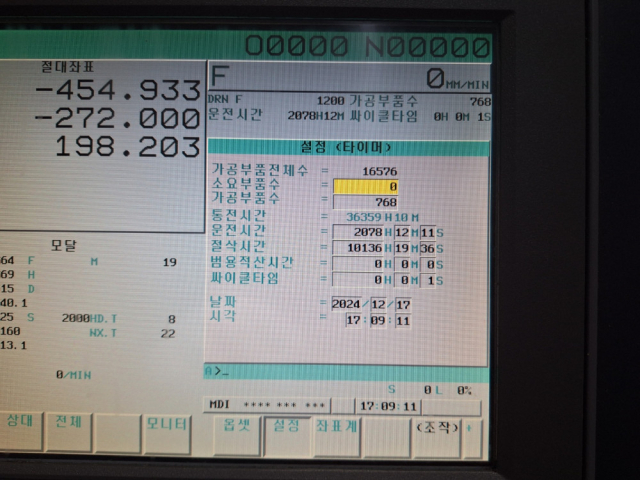 O0000 N00000
절대좌표
-454.933
-272.000
198.203
F 0 MM/MIN
DRN F 1200 가공부품수 768
운전시간 2078H12M 싸이클타임 0H 0M 1S
설정 (타이머)
가공부품전체수 = 16576
소요부품수 = 0
가공부품수 = 768
통전시간 = 36359H10M
운전시간 = 2078H12M11S
절삭시간 = 10136H19M36S
범용적산시간 = 0H 0M 0S
싸이클타임 = 0H 0M 1S
날짜 = 2024/12/17
시각 = 17:09:11
모달
64 F M 19
69 H
15 D
40.1
25 S 2000 HD.T 8
160 NX.T 22
13.1
0/MIN
A>_
S 0 L 0%
MDI **** *** *** 17:09:11
상대 전체 모니터 옵셋 설정 좌표계 (조작) +